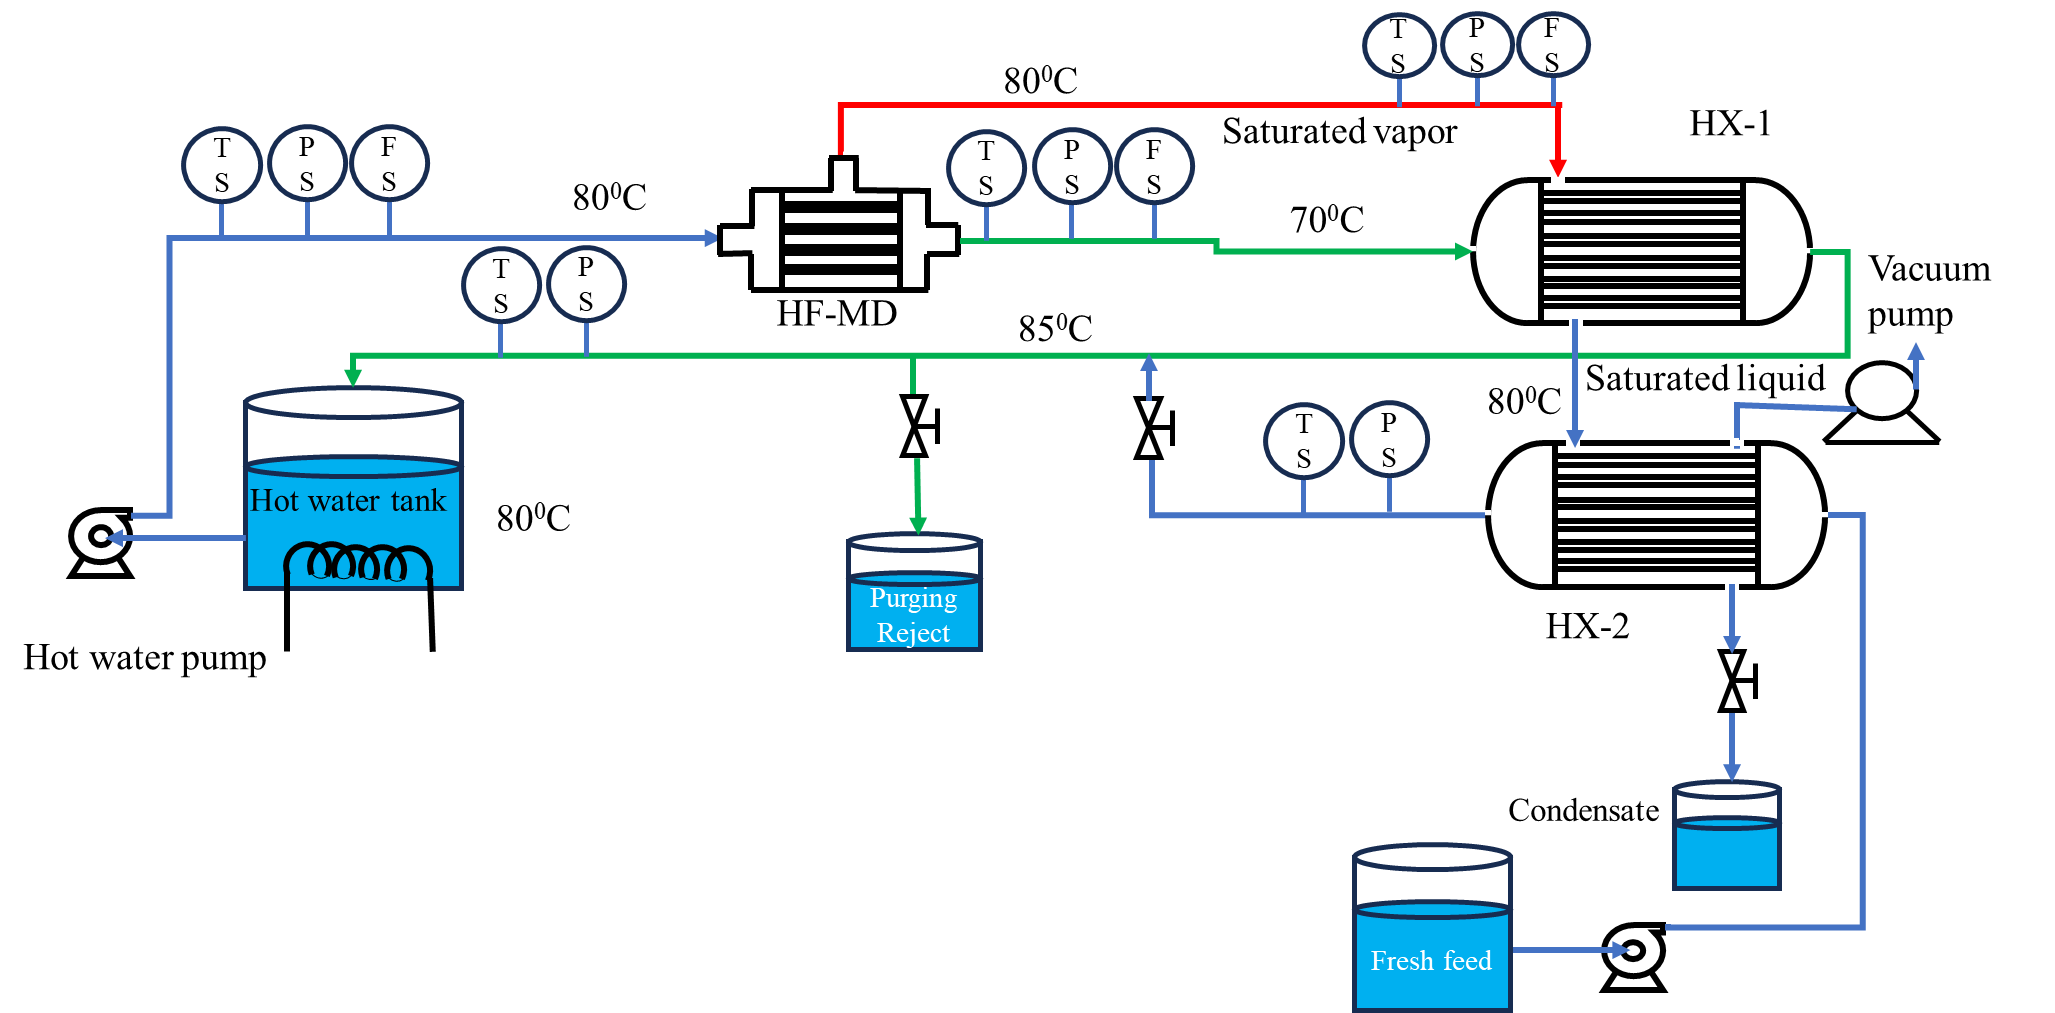 T
S
P
S
F
S
80⁰C
Saturated vapor
HX-1
T
S
P
S
F
S
80⁰C
T
S
P
S
F
S
70⁰C
HF-MD
T
S
P
S
85⁰C
Vacuum
pump
Saturated liquid
80⁰C
Hot water tank
80⁰C
T
S
P
S
Purging
Reject
HX-2
Hot water pump
Condensate
Fresh feed